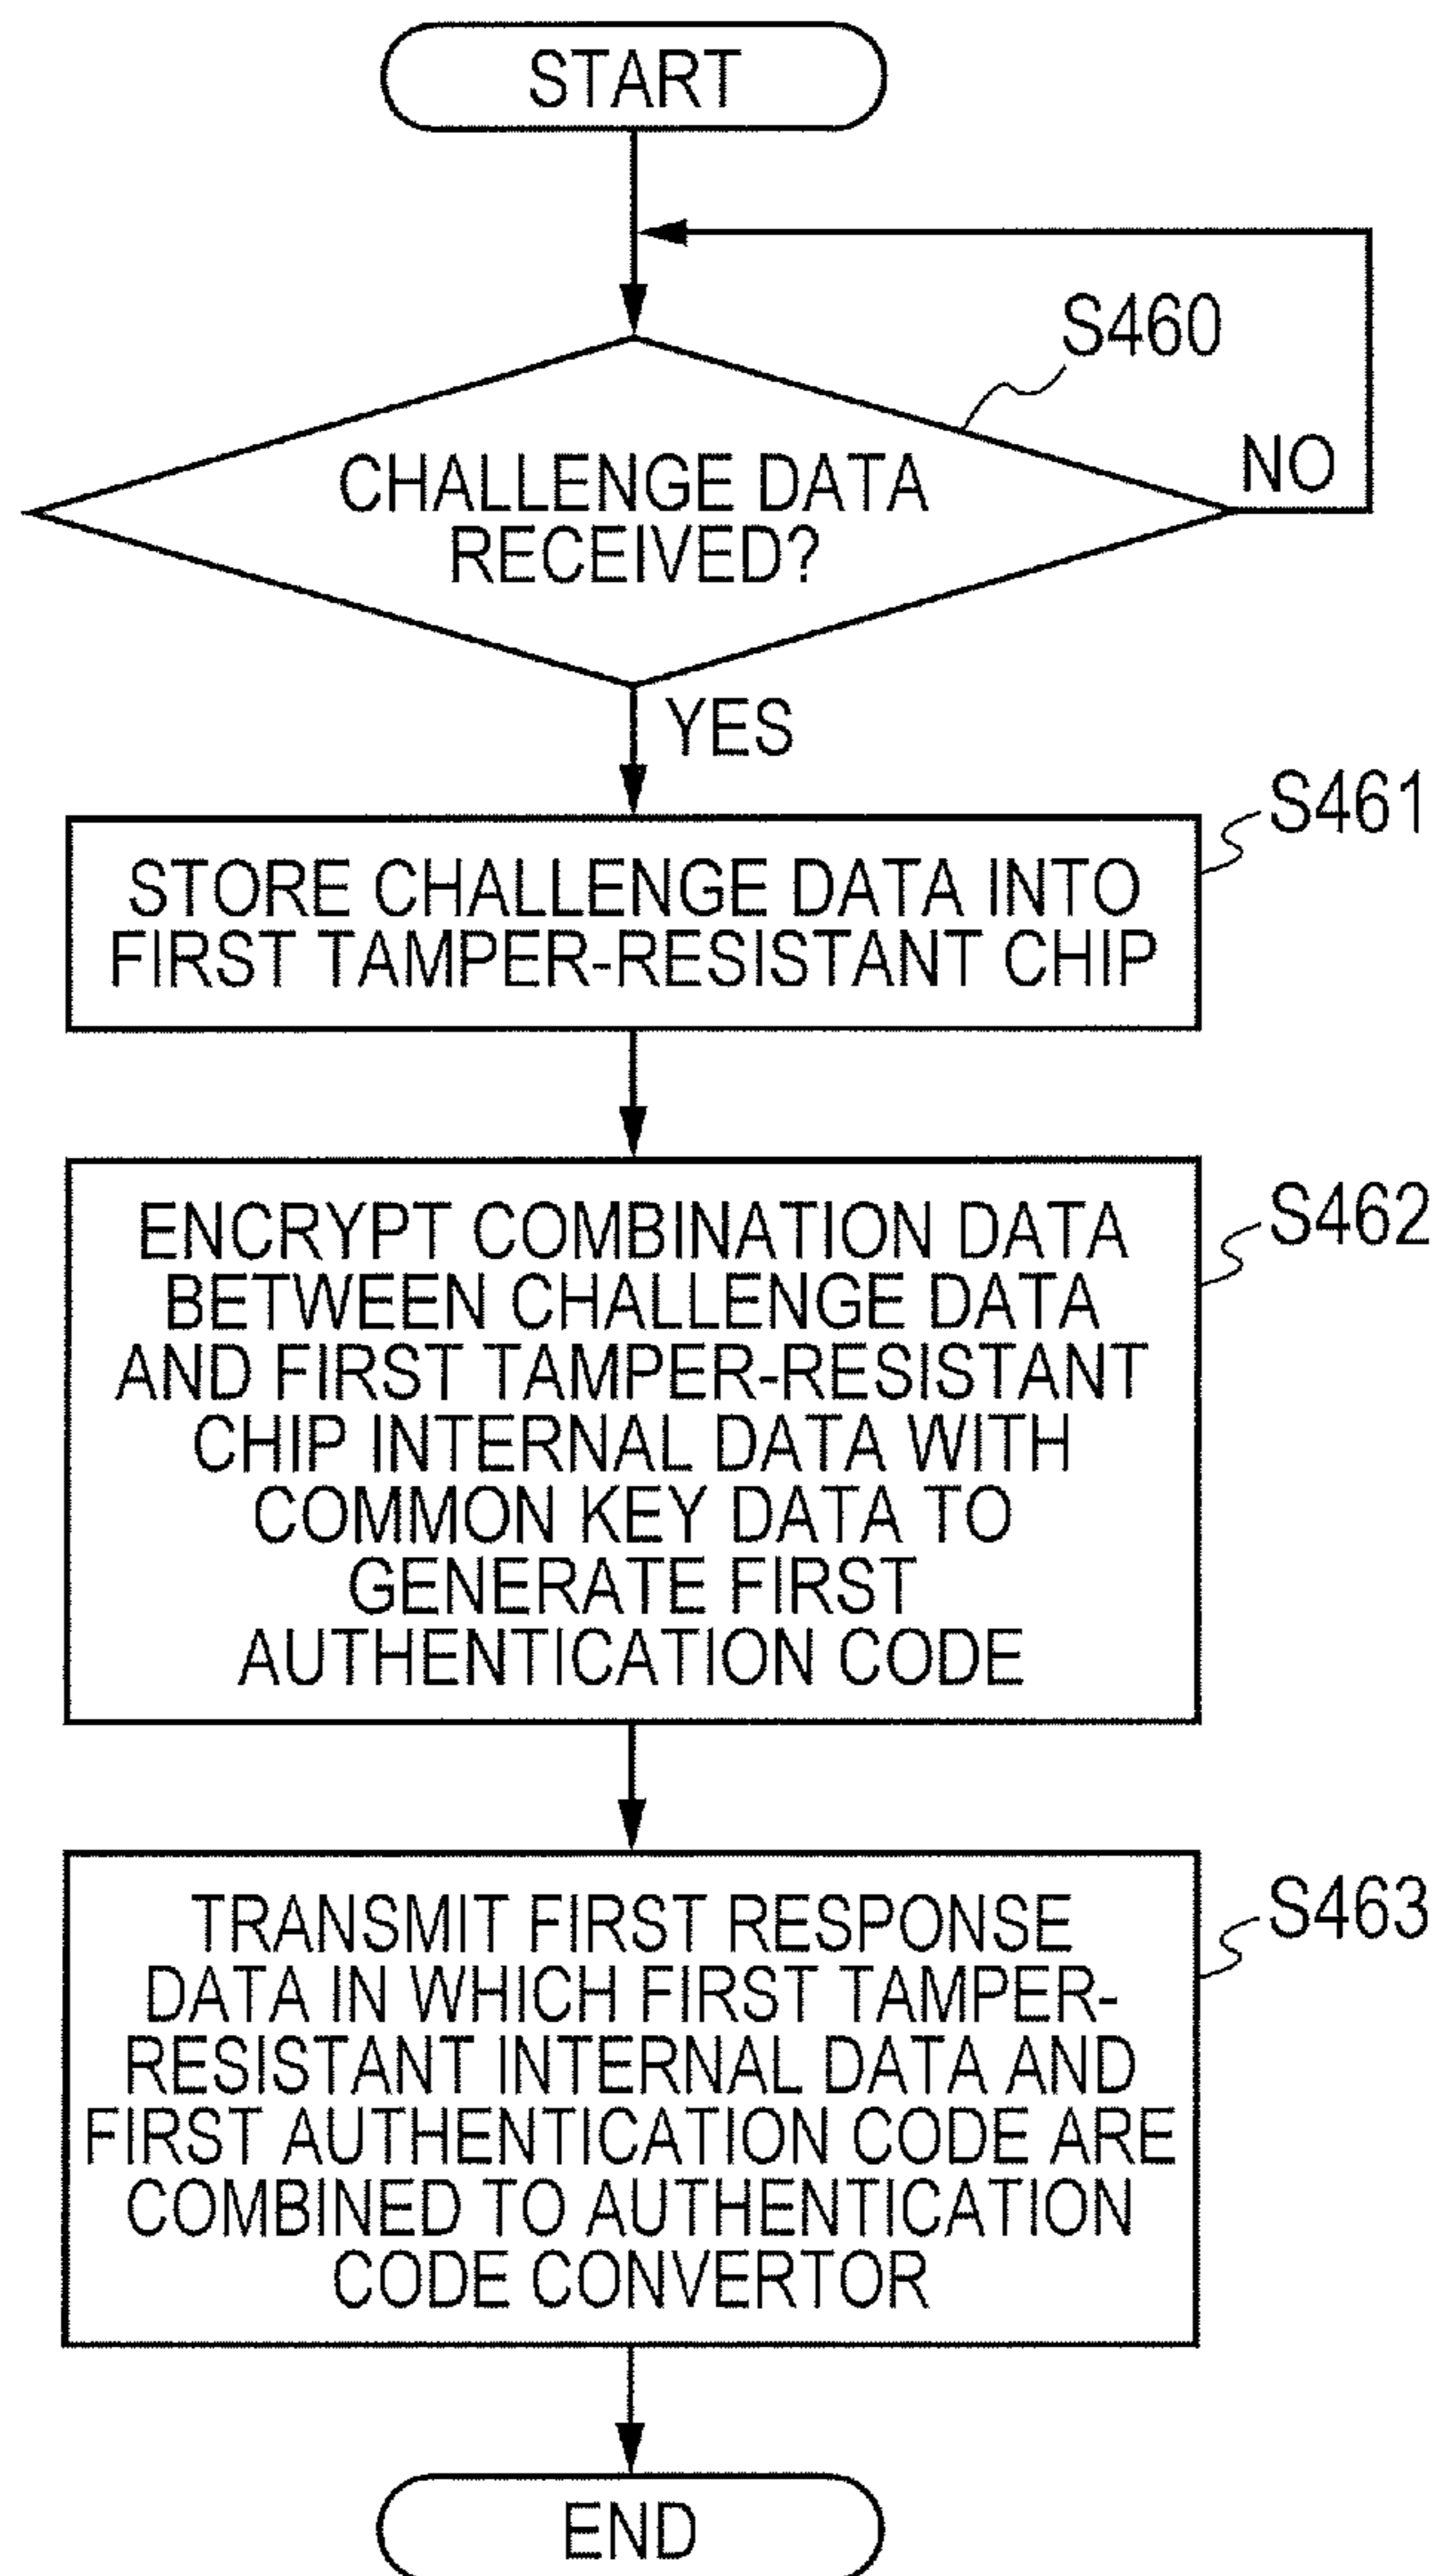 START
S460
CHALLENGE DATA
RECEIVED?
NO
YES
S461
STORE CHALLENGE DATA INTO
FIRST TAMPER-RESISTANT CHIP
S462
ENCRYPT COMBINATION DATA
BETWEEN CHALLENGE DATA
AND FIRST TAMPER-RESISTANT
CHIP INTERNAL DATA WITH
COMMON KEY DATA TO
GENERATE FIRST
AUTHENTICATION CODE
S463
TRANSMIT FIRST RESPONSE
DATA IN WHICH FIRST TAMPER-
RESISTANT INTERNAL DATA AND
FIRST AUTHENTICATION CODE ARE
COMBINED TO AUTHENTICATION
CODE CONVERTOR
END